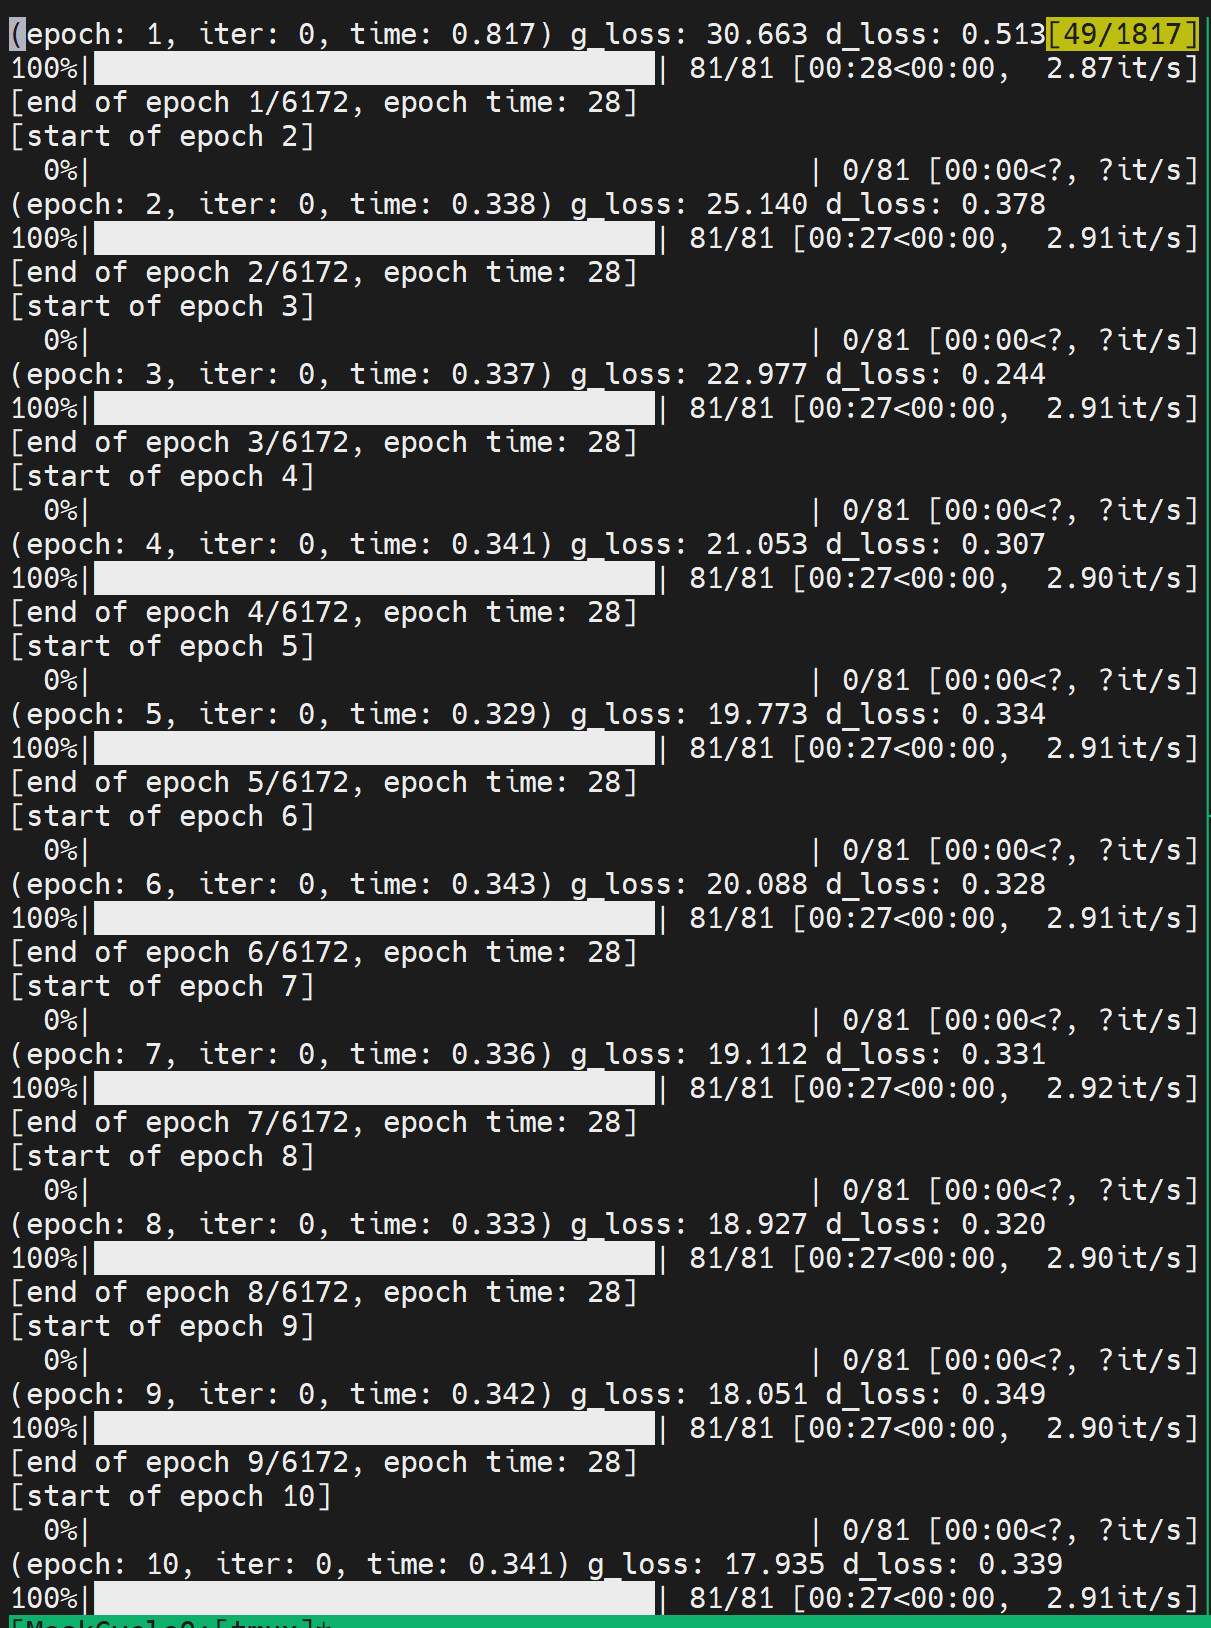 (epoch: 1, iter: 0, time: 0.817) g_loss: 30.663 d_loss: 0.513[49/1817]
100%|| 81/81 [00:28<00:00,  2.87it/s]
[end of epoch 1/6172, epoch time: 28]
[start of epoch 2]
  0%| | 0/81 [00:00<?, ?it/s]
(epoch: 2, iter: 0, time: 0.338) g_loss: 25.140 d_loss: 0.378
100%|| 81/81 [00:27<00:00,  2.91it/s]
[end of epoch 2/6172, epoch time: 28]
[start of epoch 3]
  0%| | 0/81 [00:00<?, ?it/s]
(epoch: 3, iter: 0, time: 0.337) g_loss: 22.977 d_loss: 0.244
100%|| 81/81 [00:27<00:00,  2.91it/s]
[end of epoch 3/6172, epoch time: 28]
[start of epoch 4]
  0%| | 0/81 [00:00<?, ?it/s]
(epoch: 4, iter: 0, time: 0.341) g_loss: 21.053 d_loss: 0.307
100%|| 81/81 [00:27<00:00,  2.90it/s]
[end of epoch 4/6172, epoch time: 28]
[start of epoch 5]
  0%| | 0/81 [00:00<?, ?it/s]
(epoch: 5, iter: 0, time: 0.329) g_loss: 19.773 d_loss: 0.334
100%|| 81/81 [00:27<00:00,  2.91it/s]
[end of epoch 5/6172, epoch time: 28]
[start of epoch 6]
  0%| | 0/81 [00:00<?, ?it/s]
(epoch: 6, iter: 0, time: 0.343) g_loss: 20.088 d_loss: 0.328
100%|| 81/81 [00:27<00:00,  2.91it/s]
[end of epoch 6/6172, epoch time: 28]
[start of epoch 7]
  0%| | 0/81 [00:00<?, ?it/s]
(epoch: 7, iter: 0, time: 0.336) g_loss: 19.112 d_loss: 0.331
100%|| 81/81 [00:27<00:00,  2.92it/s]
[end of epoch 7/6172, epoch time: 28]
[start of epoch 8]
  0%| | 0/81 [00:00<?, ?it/s]
(epoch: 8, iter: 0, time: 0.333) g_loss: 18.927 d_loss: 0.320
100%|| 81/81 [00:27<00:00,  2.90it/s]
[end of epoch 8/6172, epoch time: 28]
[start of epoch 9]
  0%| | 0/81 [00:00<?, ?it/s]
(epoch: 9, iter: 0, time: 0.342) g_loss: 18.051 d_loss: 0.349
100%|| 81/81 [00:27<00:00,  2.90it/s]
[end of epoch 9/6172, epoch time: 28]
[start of epoch 10]
  0%| | 0/81 [00:00<?, ?it/s]
(epoch: 10, iter: 0, time: 0.341) g_loss: 17.935 d_loss: 0.339
100%|| 81/81 [00:27<00:00,  2.91it/s]